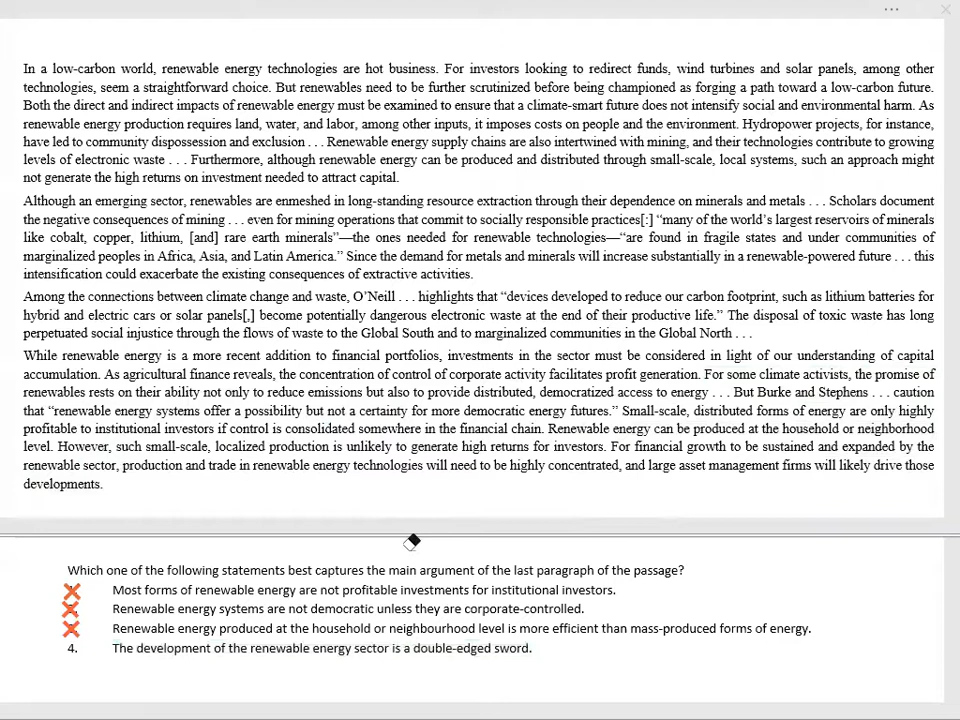 In a low-carbon world, renewable energy technologies are hot business. For investors looking to redirect funds, wind turbines and solar panels, among other
technologies, seem a straightforward choice. But renewables need to be further scrutinized before being championed as forging a path toward a low-carbon future.
Both the direct and indirect impacts of renewable energy must be examined to ensure that a climate-smart future does not intensify social and environmental harm. As
renewable energy production requires land, water, and labor, among other inputs, it imposes costs on people and the environment. Hydropower projects, for instance,
have led to community dispossession and exclusion . . . Renewable energy supply chains are also intertwined with mining, and their technologies contribute to growing
levels of electronic waste . . . Furthermore, although renewable energy can be produced and distributed through small-scale, local systems, such an approach might
not generate the high returns on investment needed to attract capital.
Although an emerging sector, renewables are enmeshed in long-standing resource extraction through their dependence on minerals and metals . . . Scholars document
the negative consequences of mining . . . even for mining operations that commit to socially responsible practices[:] “many of the world’s largest reservoirs of minerals
like cobalt, copper, lithium, [and] rare earth minerals”—the ones needed for renewable technologies—“are found in fragile states and under communities of
marginalized peoples in Africa, Asia, and Latin America.” Since the demand for metals and minerals will increase substantially in a renewable-powered future . . . this
intensification could exacerbate the existing consequences of extractive activities.
Among the connections between climate change and waste, O’Neill . . . highlights that “devices developed to reduce our carbon footprint, such as lithium batteries for
hybrid and electric cars or solar panels[,] become potentially dangerous electronic waste at the end of their productive life.” The disposal of toxic waste has long
perpetuated social injustice through the flows of waste to the Global South and to marginalized communities in the Global North . . .
While renewable energy is a more recent addition to financial portfolios, investments in the sector must be considered in light of our understanding of capital
accumulation. As agricultural finance reveals, the concentration of control of corporate activity facilitates profit generation. For some climate activists, the promise of
renewables rests on their ability not only to reduce emissions but also to provide distributed, democratized access to energy . . . But Burke and Stephens . . . caution
that “renewable energy systems offer a possibility but not a certainty for more democratic energy futures.” Small-scale, distributed forms of energy are only highly
profitable to institutional investors if control is consolidated somewhere in the financial chain. Renewable energy can be produced at the household or neighborhood
level. However, such small-scale, localized production is unlikely to generate high returns for investors. For financial growth to be sustained and expanded by the
renewable sector, production and trade in renewable energy technologies will need to be highly concentrated, and large asset management firms will likely drive those
developments.
Which one of the following statements best captures the main argument of the last paragraph of the passage?
Most forms of renewable energy are not profitable investments for institutional investors.
Renewable energy systems are not democratic unless they are corporate-controlled.
Renewable energy produced at the household or neighbourhood level is more efficient than mass-produced forms of energy.
4. The development of the renewable energy sector is a double-edged sword.